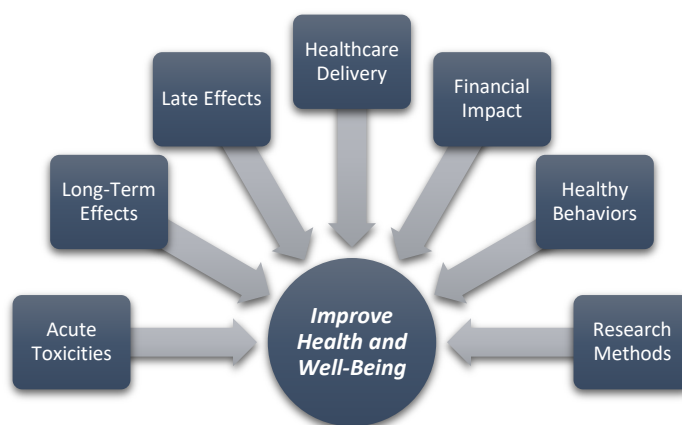 Healthcare
Delivery
Late Effects
Financial
Impact
Long-Term
Effects
Healthy
Behaviors
Acute
Toxicities
Improve
Health and
Well-Being
Research
Methods